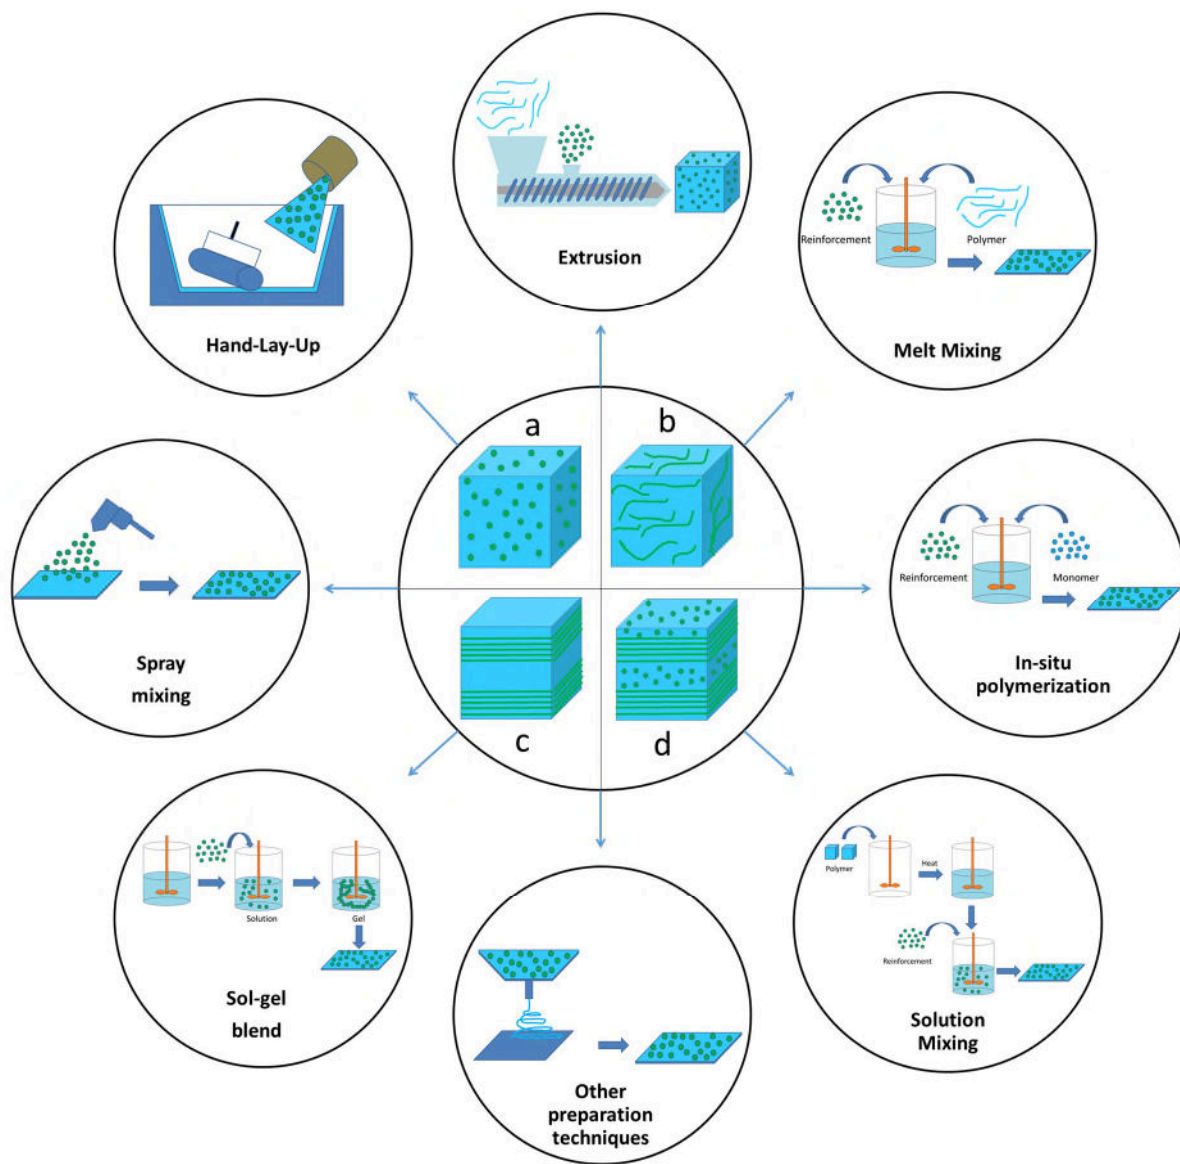 Extrusion
Reinforcement
Polymer
Melt Mixing
Hand-Lay-Up
a
b
c
d
Reinforcement
Monomer
In-situ
polymerization
Spray
mixing
Polymer
Heat
Reinforcement
Solution
Mixing
Solution
Gel
Sol-gel
blend
Other
preparation
techniques